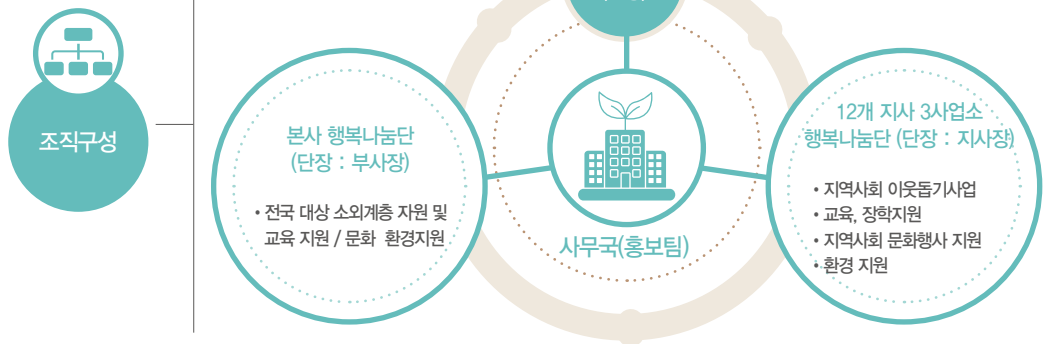 조직구성
본사 행복나눔단
(단장 : 부사장)
• 전국 대상 소외계층 자원 및
교육 지원 / 문화 환경지원
사무국(홍보팀)
12개 지사 3사업소
행복나눔단 (단장 : 지사장)
• 지역사회 이웃돕기사업
• 교육, 장학지원
• 지역사회 문화행사 지원
• 환경 지원